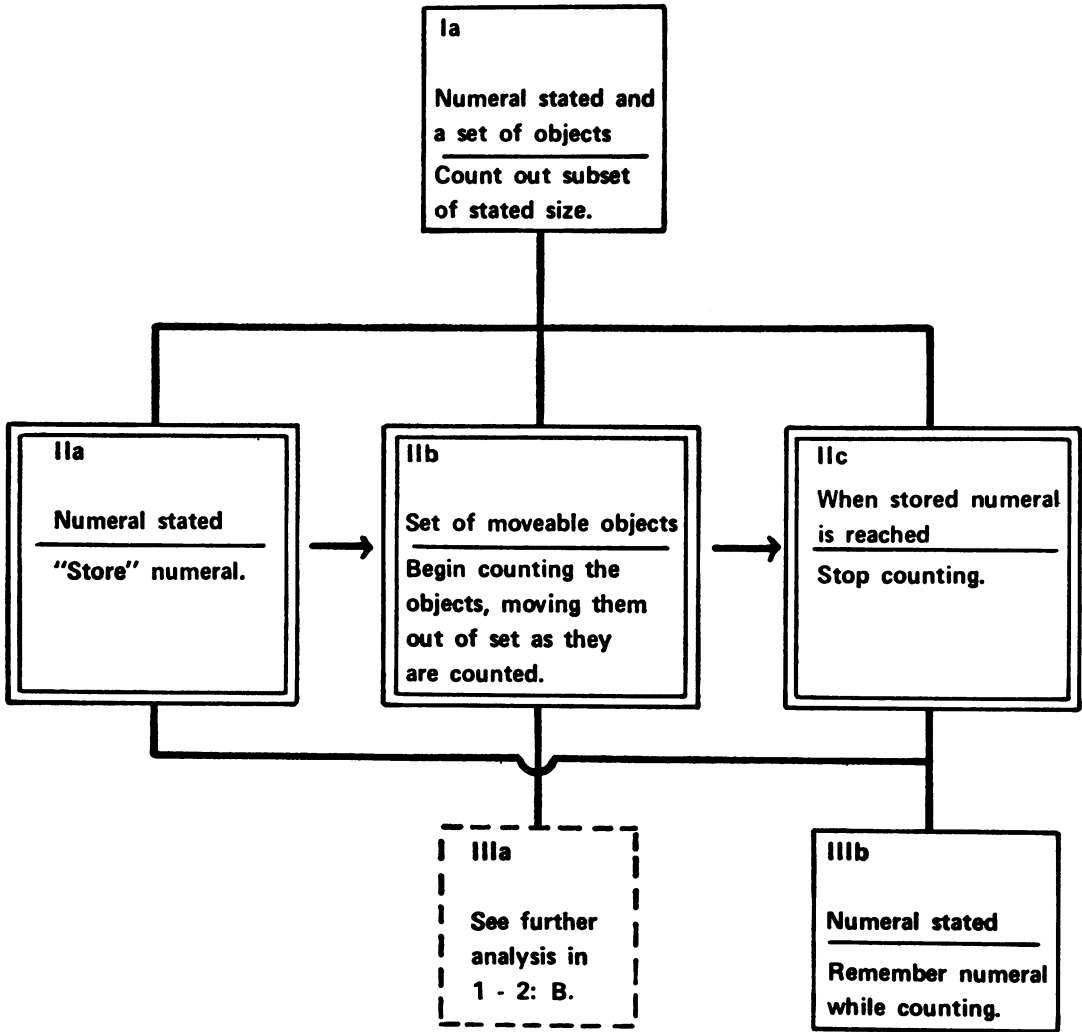 Ia
Numeral stated and
a set of objects
Count out subset
of stated size.
IIa
Numeral stated
“Store” numeral.
IIb
Set of moveable objects
Begin counting the
objects, moving them
out of set as they
are counted.
IIc
When stored numeral
is reached
Stop counting.
IIIa
See further
analysis in
1 - 2: B.
IIIb
Numeral stated
Remember numeral
while counting.